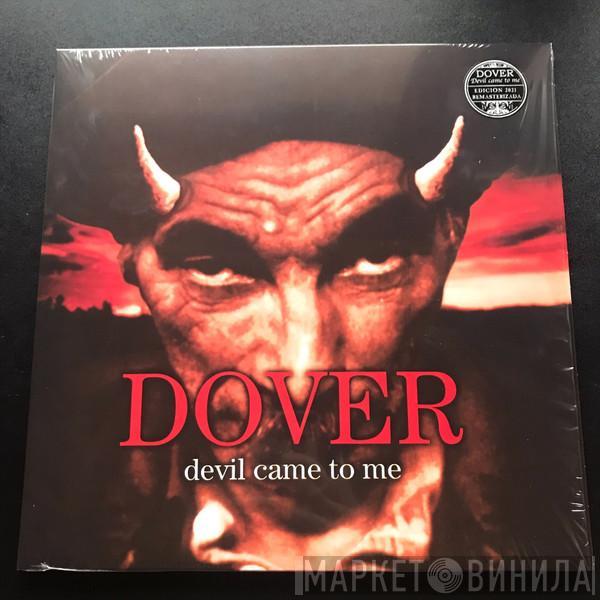 DOVER
Devil came to me
EDICIÓN 2021
REMASTERIZADA
DOVER
devil came to me
МАРКЕТ ВИНИЛА